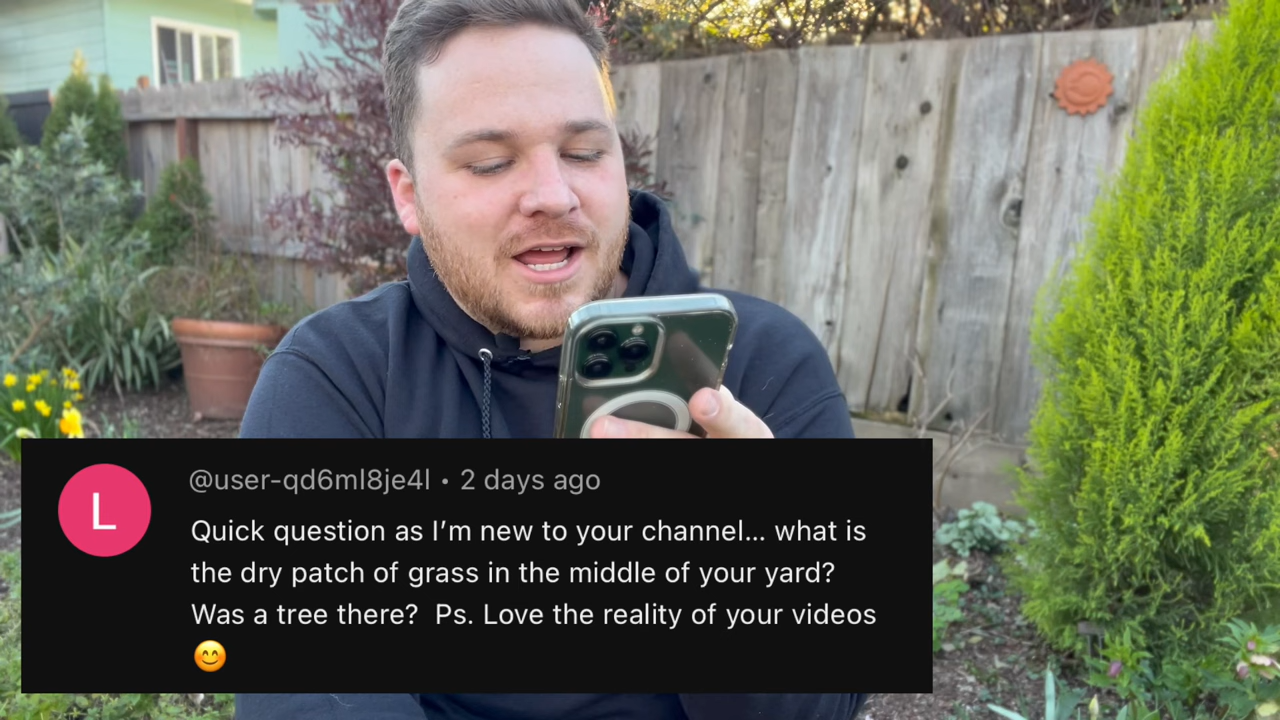 L
@user-qd6ml8je4l • 2 days ago
Quick question as I’m new to your channel... what is
the dry patch of grass in the middle of your yard?
Was a tree there?  Ps. Love the reality of your videos
😊